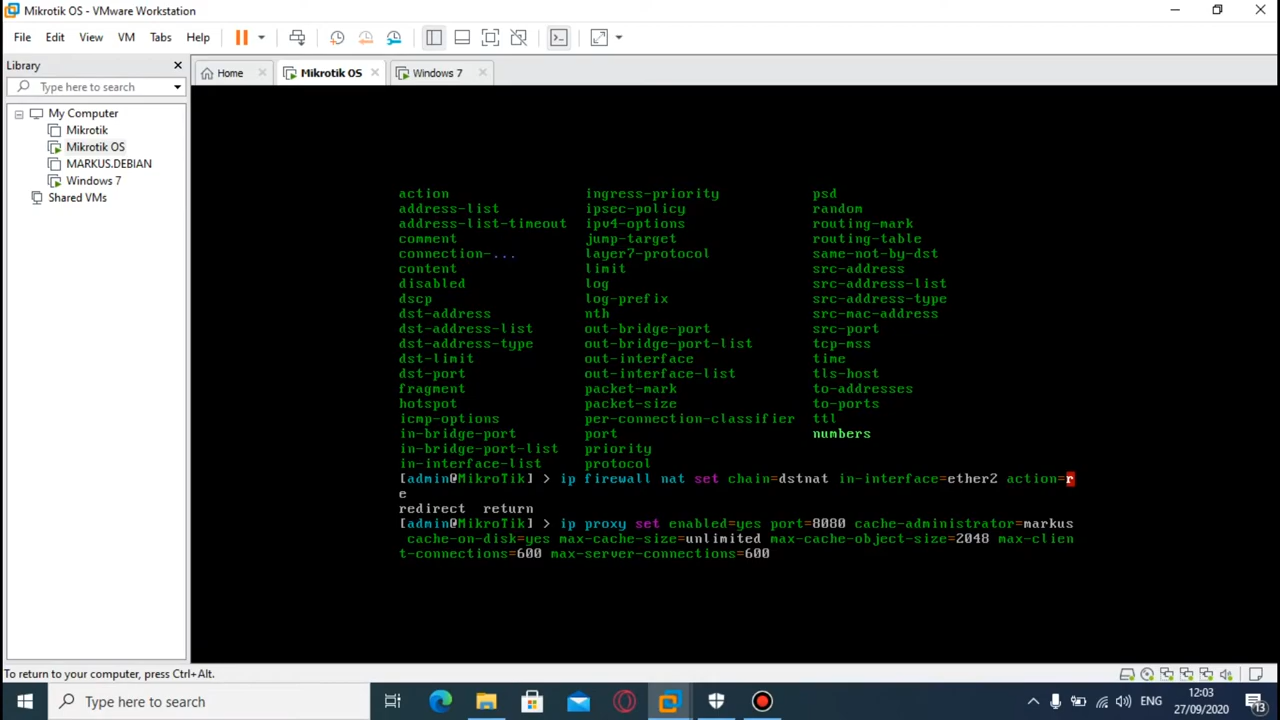 Mikrotik OS - VMware Workstation
File Edit View VM Tabs Help
Library
Type here to search
My Computer
Mikrotik
Mikrotik OS
MARKUS.DEBIAN
Windows 7
Shared VMs
Home Mikrotik OS Windows 7
action ingress-priority psd
address-list ipsec-policy random
address-list-timeout ipv4-options routing-mark
comment jump-target routing-table
connection-... layer7-protocol same-not-by-dst
content limit src-address
disabled log src-address-list
dscp log-prefix src-address-type
dst-address nth src-mac-address
dst-address-list out-bridge-port src-port
dst-address-type out-bridge-port-list tcp-mss
dst-limit out-interface time
dst-port out-interface-list tls-host
fragment packet-mark to-addresses
hotspot packet-size to-ports
icmp-options per-connection-classifier ttl
in-bridge-port port numbers
in-bridge-port-list priority
in-interface-list protocol
[admin@MikroTik] > ip firewall nat set chain=dstnat in-interface=ether2 action=r
e
redirect return
[admin@MikroTik] > ip proxy set enabled=yes port=8080 cache-administrator=markus
cache-on-disk=yes max-cache-size=unlimited max-cache-object-size=2048 max-clien
t-connections=600 max-server-connections=600
To return to your computer, press Ctrl+Alt.
Type here to search
ENG
12:03
27/09/2020
13